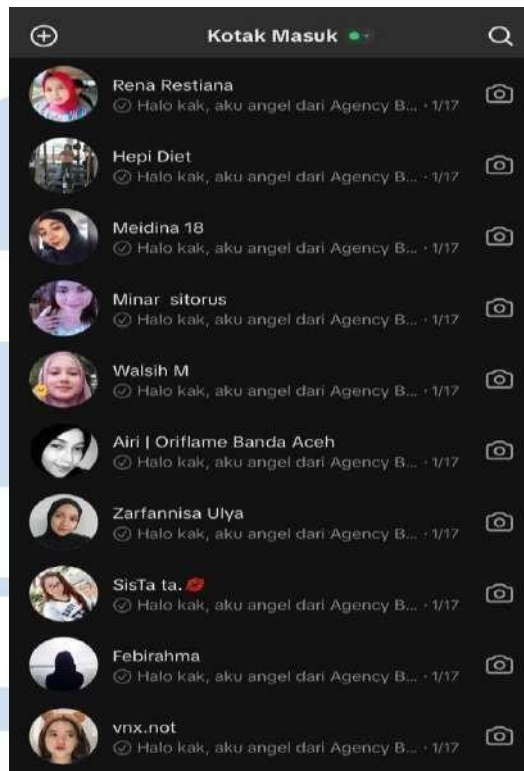 Kotak Masuk
Rena Restiana
Halo kak, aku angel dari Agency B... · 1/17
Hepi Diet
Halo kak, aku angel dari Agency B... · 1/17
Meidina 18
Halo kak, aku angel dari Agency B... · 1/17
Minar sitorus
Halo kak, aku angel dari Agency B... · 1/17
Walsih M
Halo kak, aku angel dari Agency B... · 1/17
Airi | Oriflame Banda Aceh
Halo kak, aku angel dari Agency B... · 1/17
Zarfannisa Ulya
Halo kak, aku angel dari Agency B... · 1/17
SisTa ta.💋
Halo kak, aku angel dari Agency B... · 1/17
Febirahma
Halo kak, aku angel dari Agency B... · 1/17
vnx.not
Halo kak, aku angel dari Agency B... · 1/17